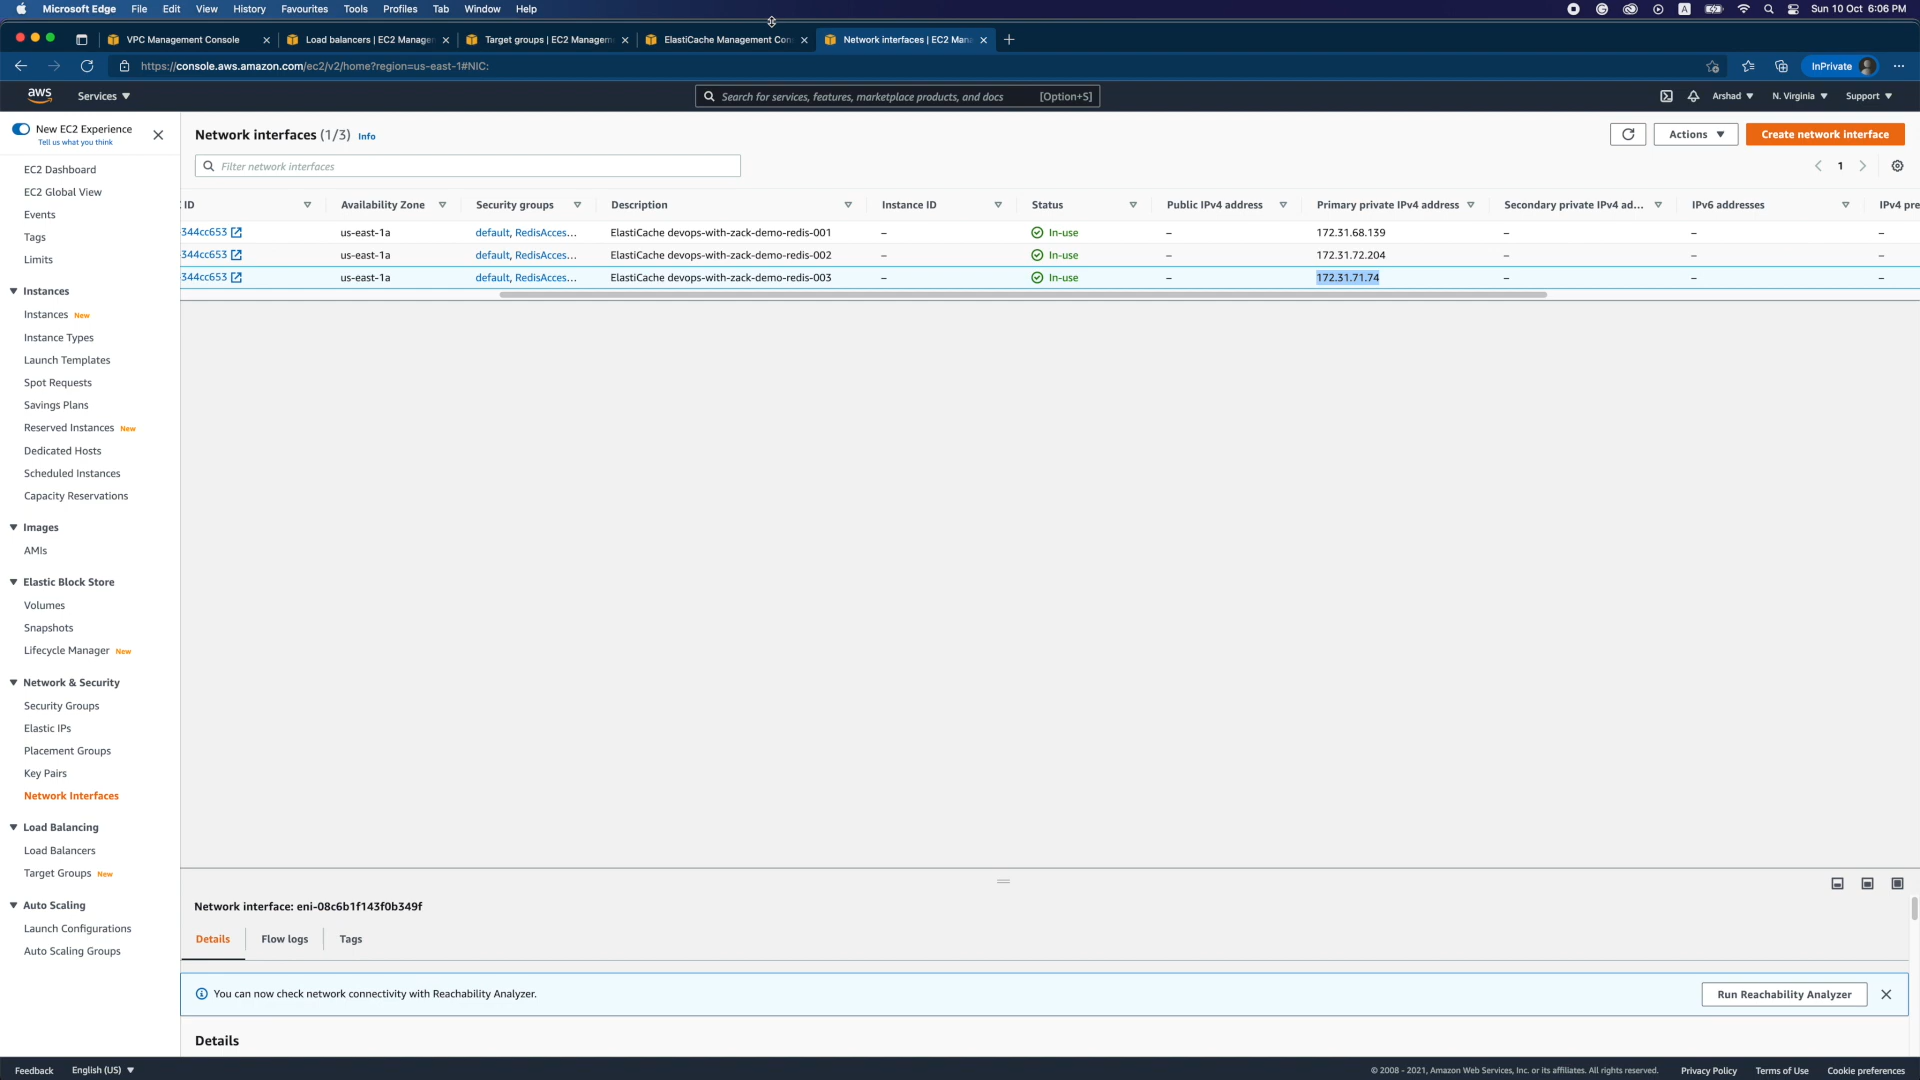 Microsoft Edge File Edit View History Favourites Tools Profiles Tab Window Help A Sun 10 Oct 6:06 PM
VPC Management Console Load balancers | EC2 Manage Target groups | EC2 Managem ElastiCache Management Con Network interfaces | EC2 Man
https://console.aws.amazon.com/ec2/v2/home?region=us-east-1#NIC: InPrivate
aws Services Search for services, features, marketplace products, and docs [Option+S] Arshad N. Virginia Support
New EC2 Experience
Tell us what you think
EC2 Dashboard
EC2 Global View
Events
Tags
Limits
Instances
Instances New
Instance Types
Launch Templates
Spot Requests
Savings Plans
Reserved Instances New
Dedicated Hosts
Scheduled Instances
Capacity Reservations
Images
AMIs
Elastic Block Store
Volumes
Snapshots
Lifecycle Manager New
Network & Security
Security Groups
Elastic IPs
Placement Groups
Key Pairs
Network Interfaces
Load Balancing
Load Balancers
Target Groups New
Auto Scaling
Launch Configurations
Auto Scaling Groups
Network interfaces (1/3) Info
Actions Create network interface
Filter network interfaces
1
ID Availability Zone Security groups Description Instance ID Status Public IPv4 address Primary private IPv4 address Secondary private IPv4 ad... IPv6 addresses IPv4 pre
344cc653 us-east-1a default, RedisAcces... ElastiCache devops-with-zack-demo-redis-001 – In-use – 172.31.68.139 – – –
344cc653 us-east-1a default, RedisAcces... ElastiCache devops-with-zack-demo-redis-002 – In-use – 172.31.72.204 – – –
344cc653 us-east-1a default, RedisAcces... ElastiCache devops-with-zack-demo-redis-003 – In-use – 172.31.71.74 – – –
Network interface: eni-08c6b1f143f0b349f
Details Flow logs Tags
You can now check network connectivity with Reachability Analyzer. Run Reachability Analyzer
Details
Feedback English (US) © 2008 - 2021, Amazon Web Services, Inc. or its affiliates. All rights reserved. Privacy Policy Terms of Use Cookie preferences